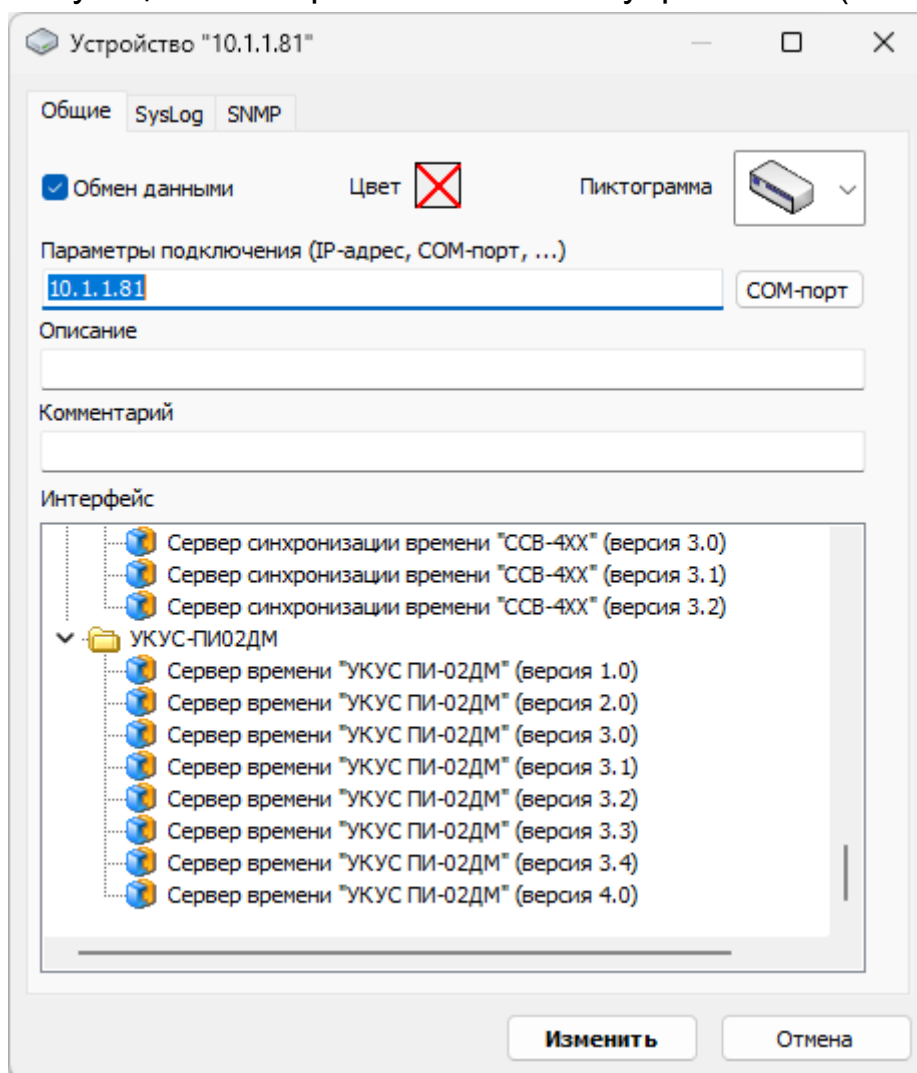 Устройство "10.1.1.81"
Общие SysLog SNMP
Обмен данными Цвет Пиктограмма
Параметры подключения (IP-адрес, COM-порт, ...)
10.1.1.81 COM-порт
Описание
Комментарий
Интерфейс
Сервер синхронизации времени "ССВ-4ХХ" (версия 3.0)
Сервер синхронизации времени "ССВ-4ХХ" (версия 3.1)
Сервер синхронизации времени "ССВ-4ХХ" (версия 3.2)
УКУС-ПИ02ДМ
Сервер времени "УКУС ПИ-02ДМ" (версия 1.0)
Сервер времени "УКУС ПИ-02ДМ" (версия 2.0)
Сервер времени "УКУС ПИ-02ДМ" (версия 3.0)
Сервер времени "УКУС ПИ-02ДМ" (версия 3.1)
Сервер времени "УКУС ПИ-02ДМ" (версия 3.2)
Сервер времени "УКУС ПИ-02ДМ" (версия 3.3)
Сервер времени "УКУС ПИ-02ДМ" (версия 3.4)
Сервер времени "УКУС ПИ-02ДМ" (версия 4.0)
Изменить Отмена